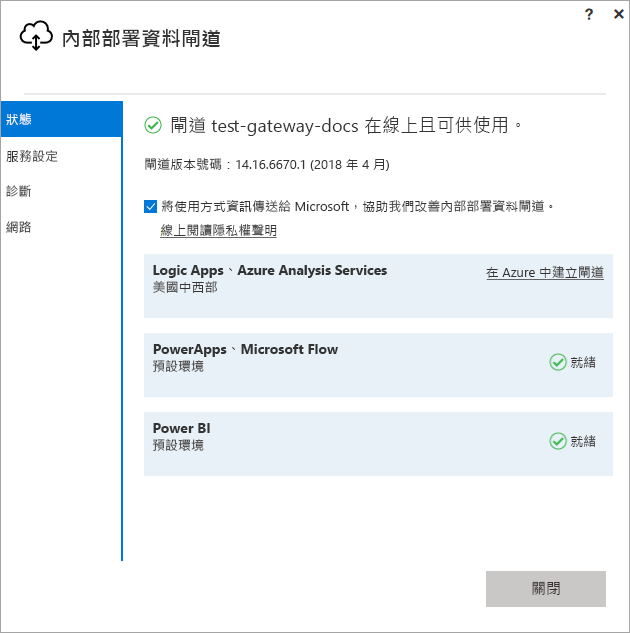 ?
內部部署資料閘道
狀態
服務設定
診斷
網路
閘道 test-gateway-docs 在線上且可供使用。
閘道版本號碼：14.16.6670.1 (2018 年 4 月)
將使用方式資訊傳送給 Microsoft，協助我們改善內部部署資料閘道。
線上閱讀隱私權聲明
Logic Apps、Azure Analysis Services
在 Azure 中建立閘道
美國中西部
PowerApps、Microsoft Flow
預設環境
就緒
Power BI
預設環境
就緒
關閉